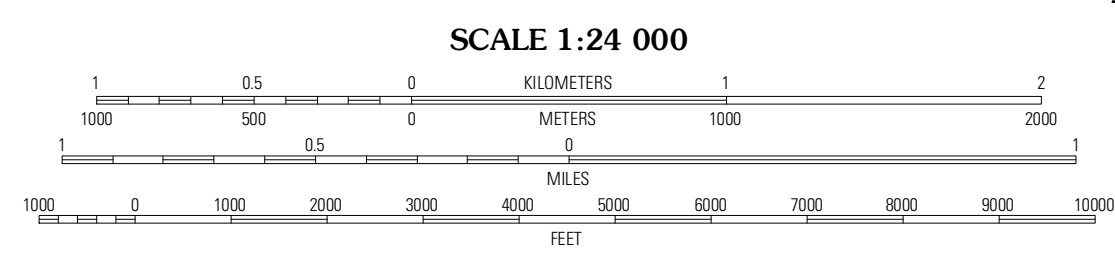 SCALE 1:24 000
1 0.5 0 KILOMETERS 1 2
1000 500 0 METERS 1000 2000
1 0.5 0 1
MILES
1000 0 1000 2000 3000 4000 5000 6000 7000 8000 9000 10000
FEET